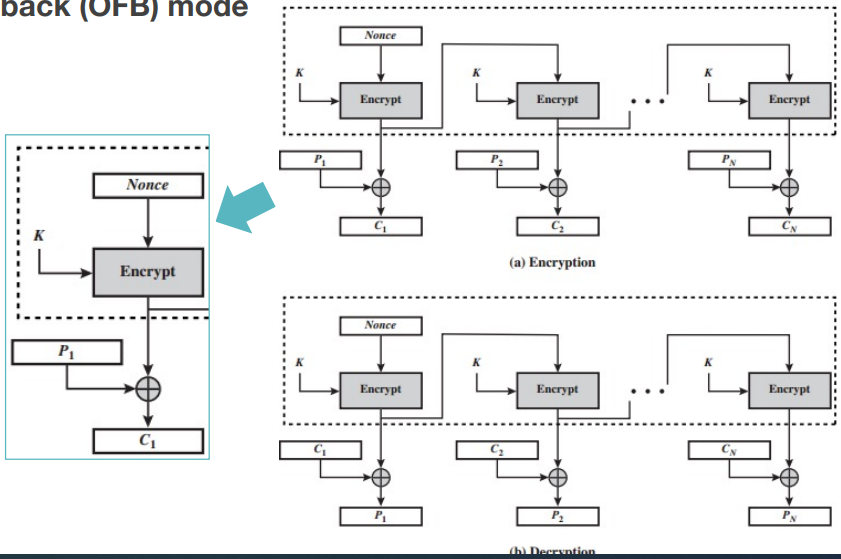 back (OFB) mode
Nonce
K
Encrypt
K
Encrypt
• • •
K
Encrypt
P1
P2
PN
C1
C2
CN
(a) Encryption
Nonce
K
Encrypt
P1
C1
Nonce
K
Encrypt
K
Encrypt
• • •
K
Encrypt
C1
C2
CN
P1
P2
PN
(b) Decryption